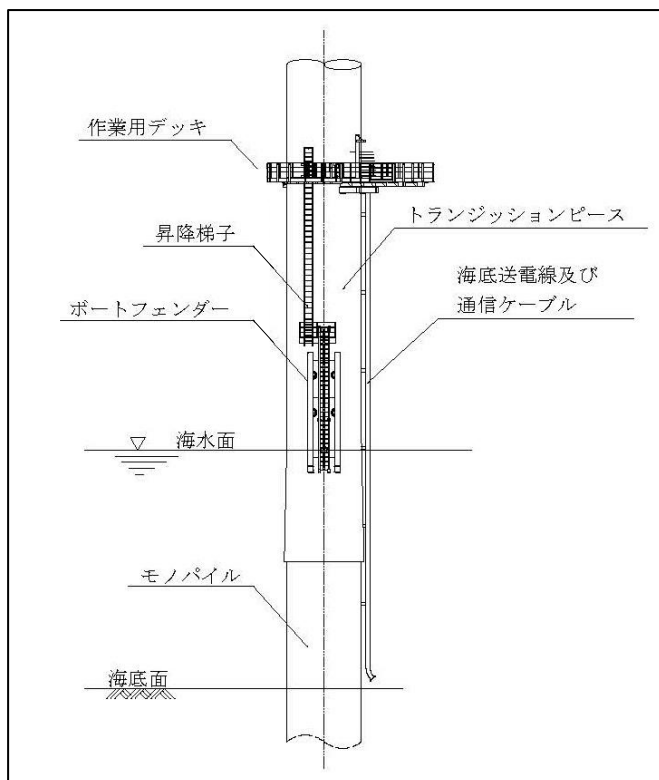 作業用デッキ
トランジッションピース
昇降梯子
海底送電線及び
通信ケーブル
ボートフェンダー
海水面
モノパイル
海底面